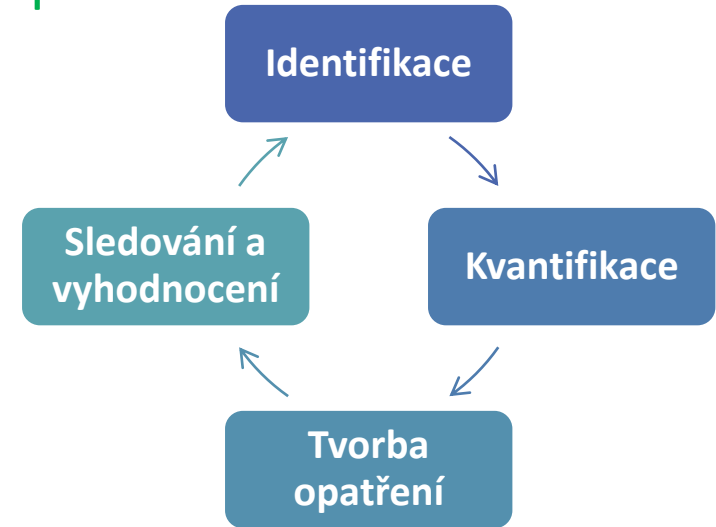 Identifikace
Sledování a
vyhodnocení
Kvantifikace
Tvorba
opatření